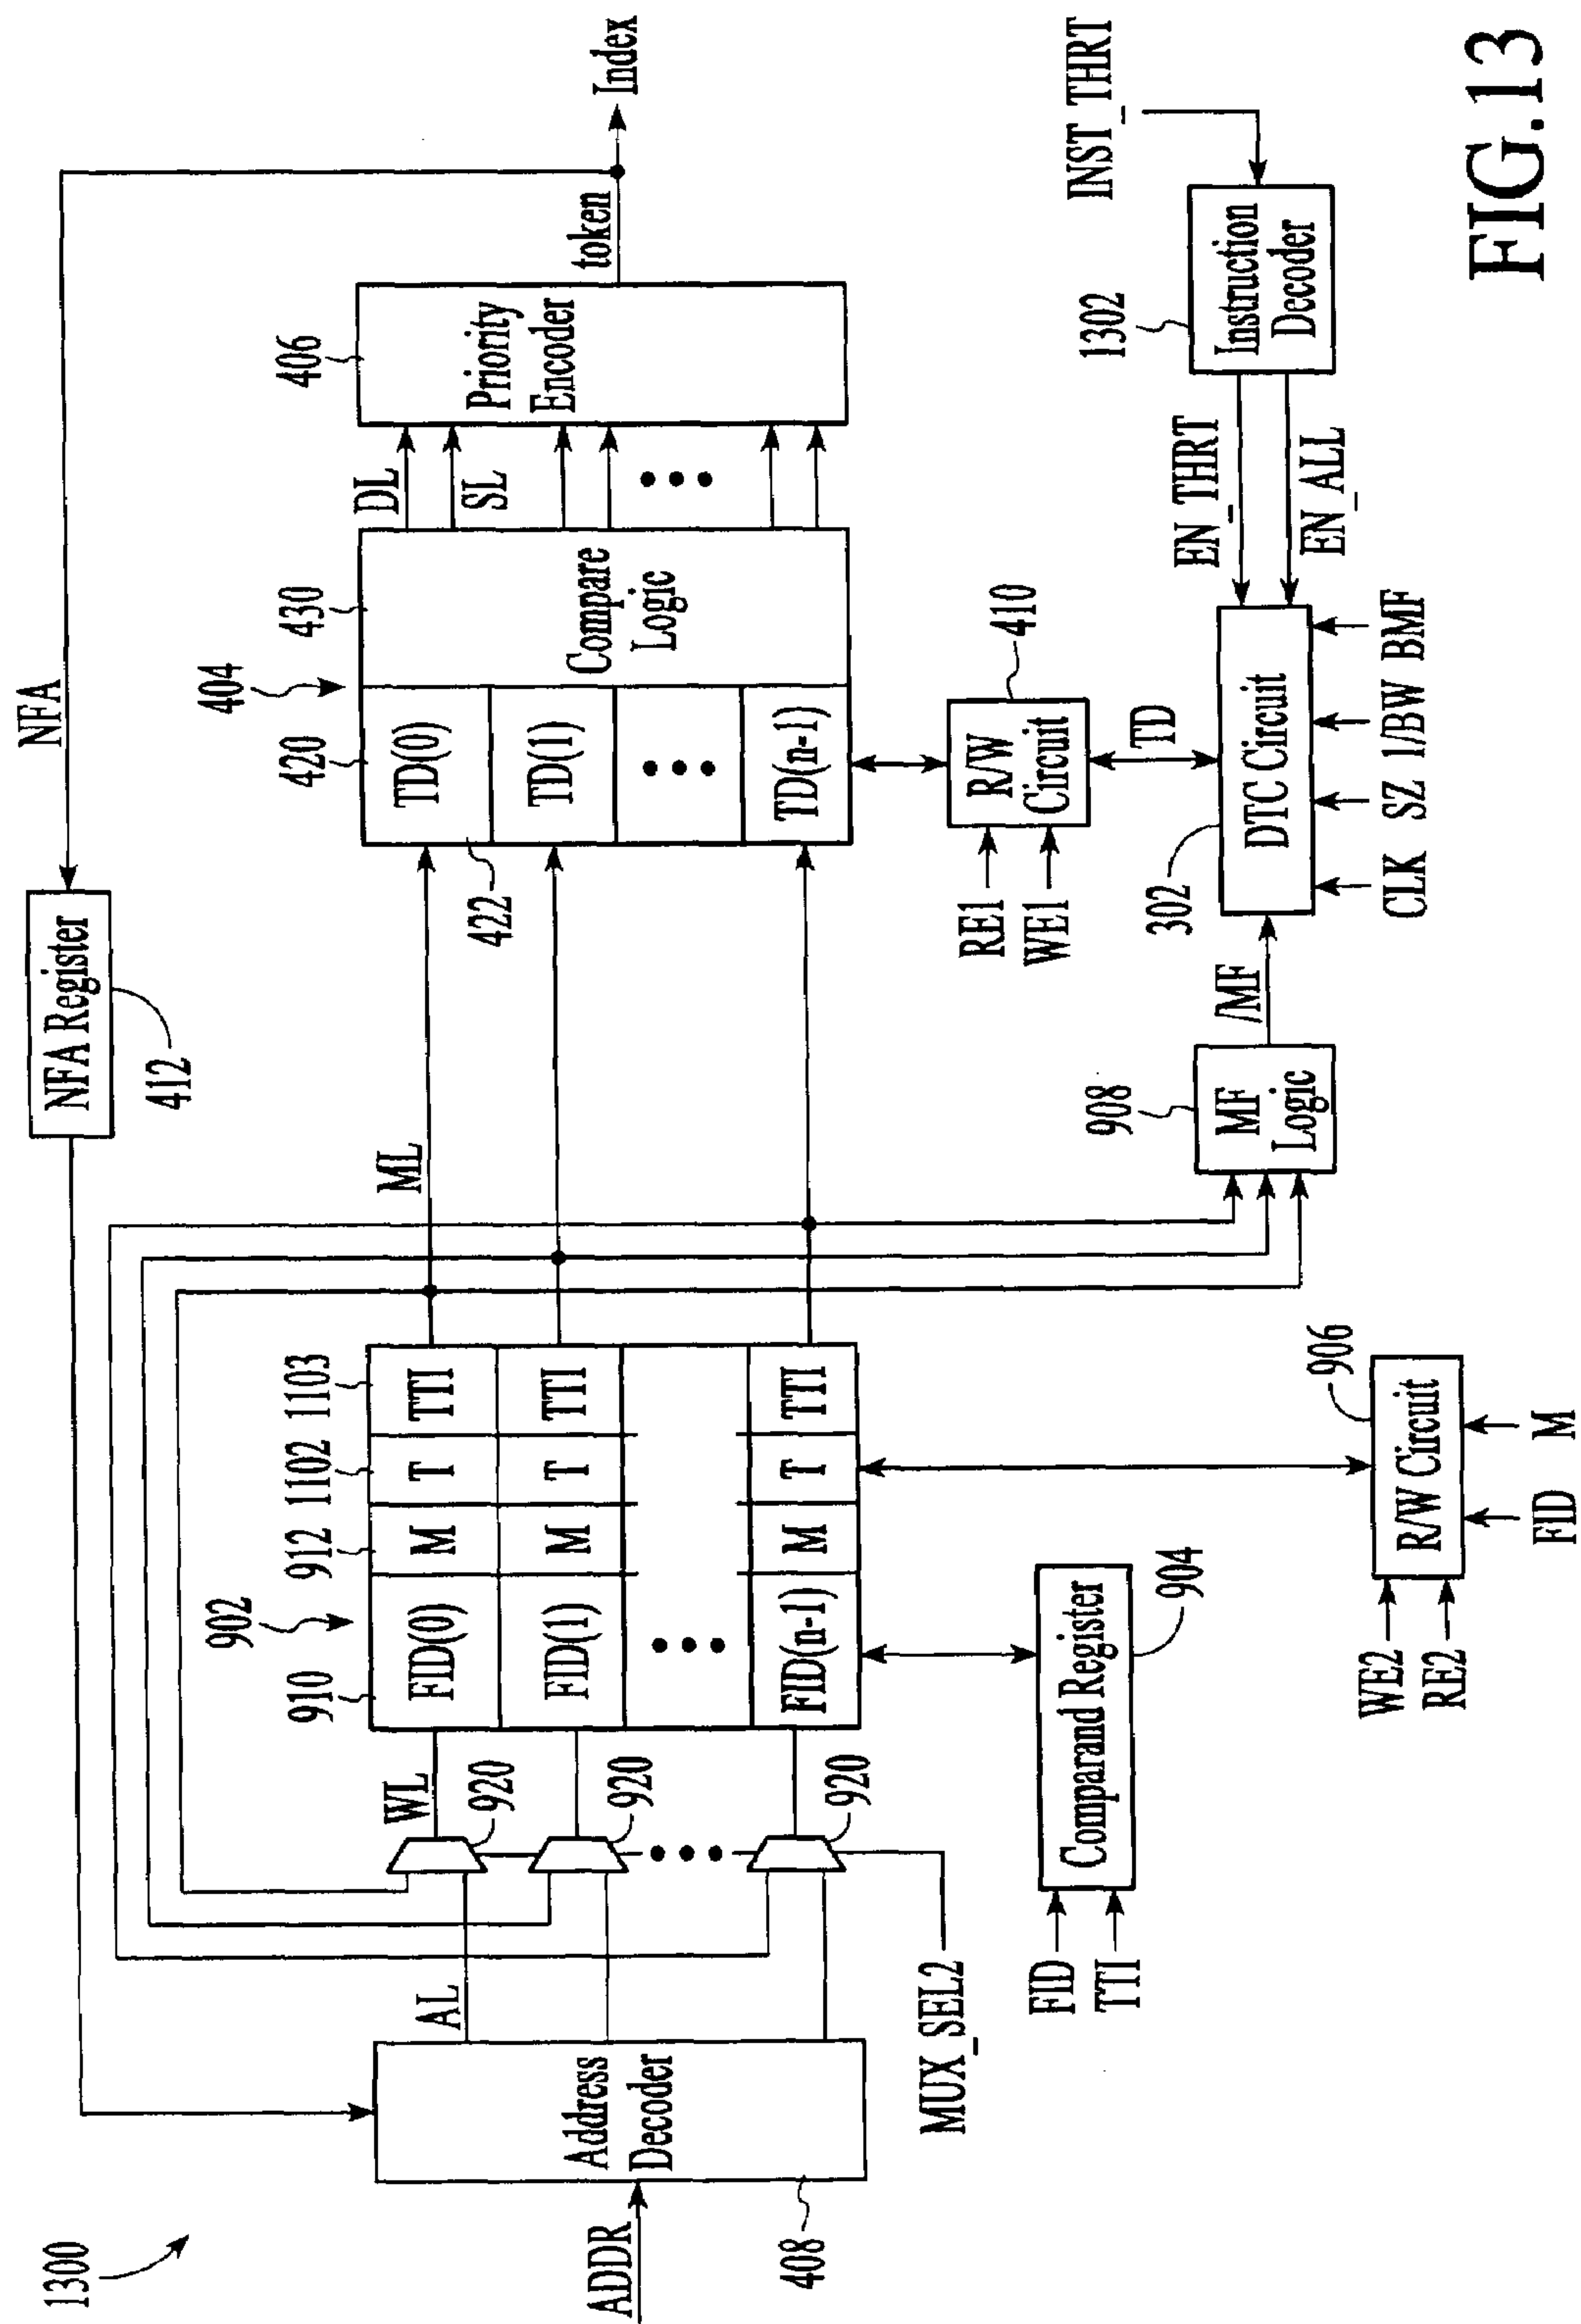 1300
NFA
NFA Register
412
ADDR
Address
Decoder
408
AL
WL
920
920
920
MUX_SEL2
902
910
912
1102
1103
FID(0)
M
T
TTI
FID(1)
M
T
TTI
FID(n-1)
M
T
TTI
ML
404
420
430
TD(0)
TD(1)
TD(n-1)
422
Compare
Logic
DL
SL
406
Priority
Encoder
token
Index
FID
TTI
Comparand Register
904
WE2
RE2
R/W Circuit
906
FID
M
908
MF
Logic
/MF
RE1
WE1
R/W
Circuit
410
TD
302
DTC Circuit
CLK
SZ
1/BW
BMF
EN_THRT
EN_ALL
1302
Instruction
Decoder
INST_THRT
FIG.13